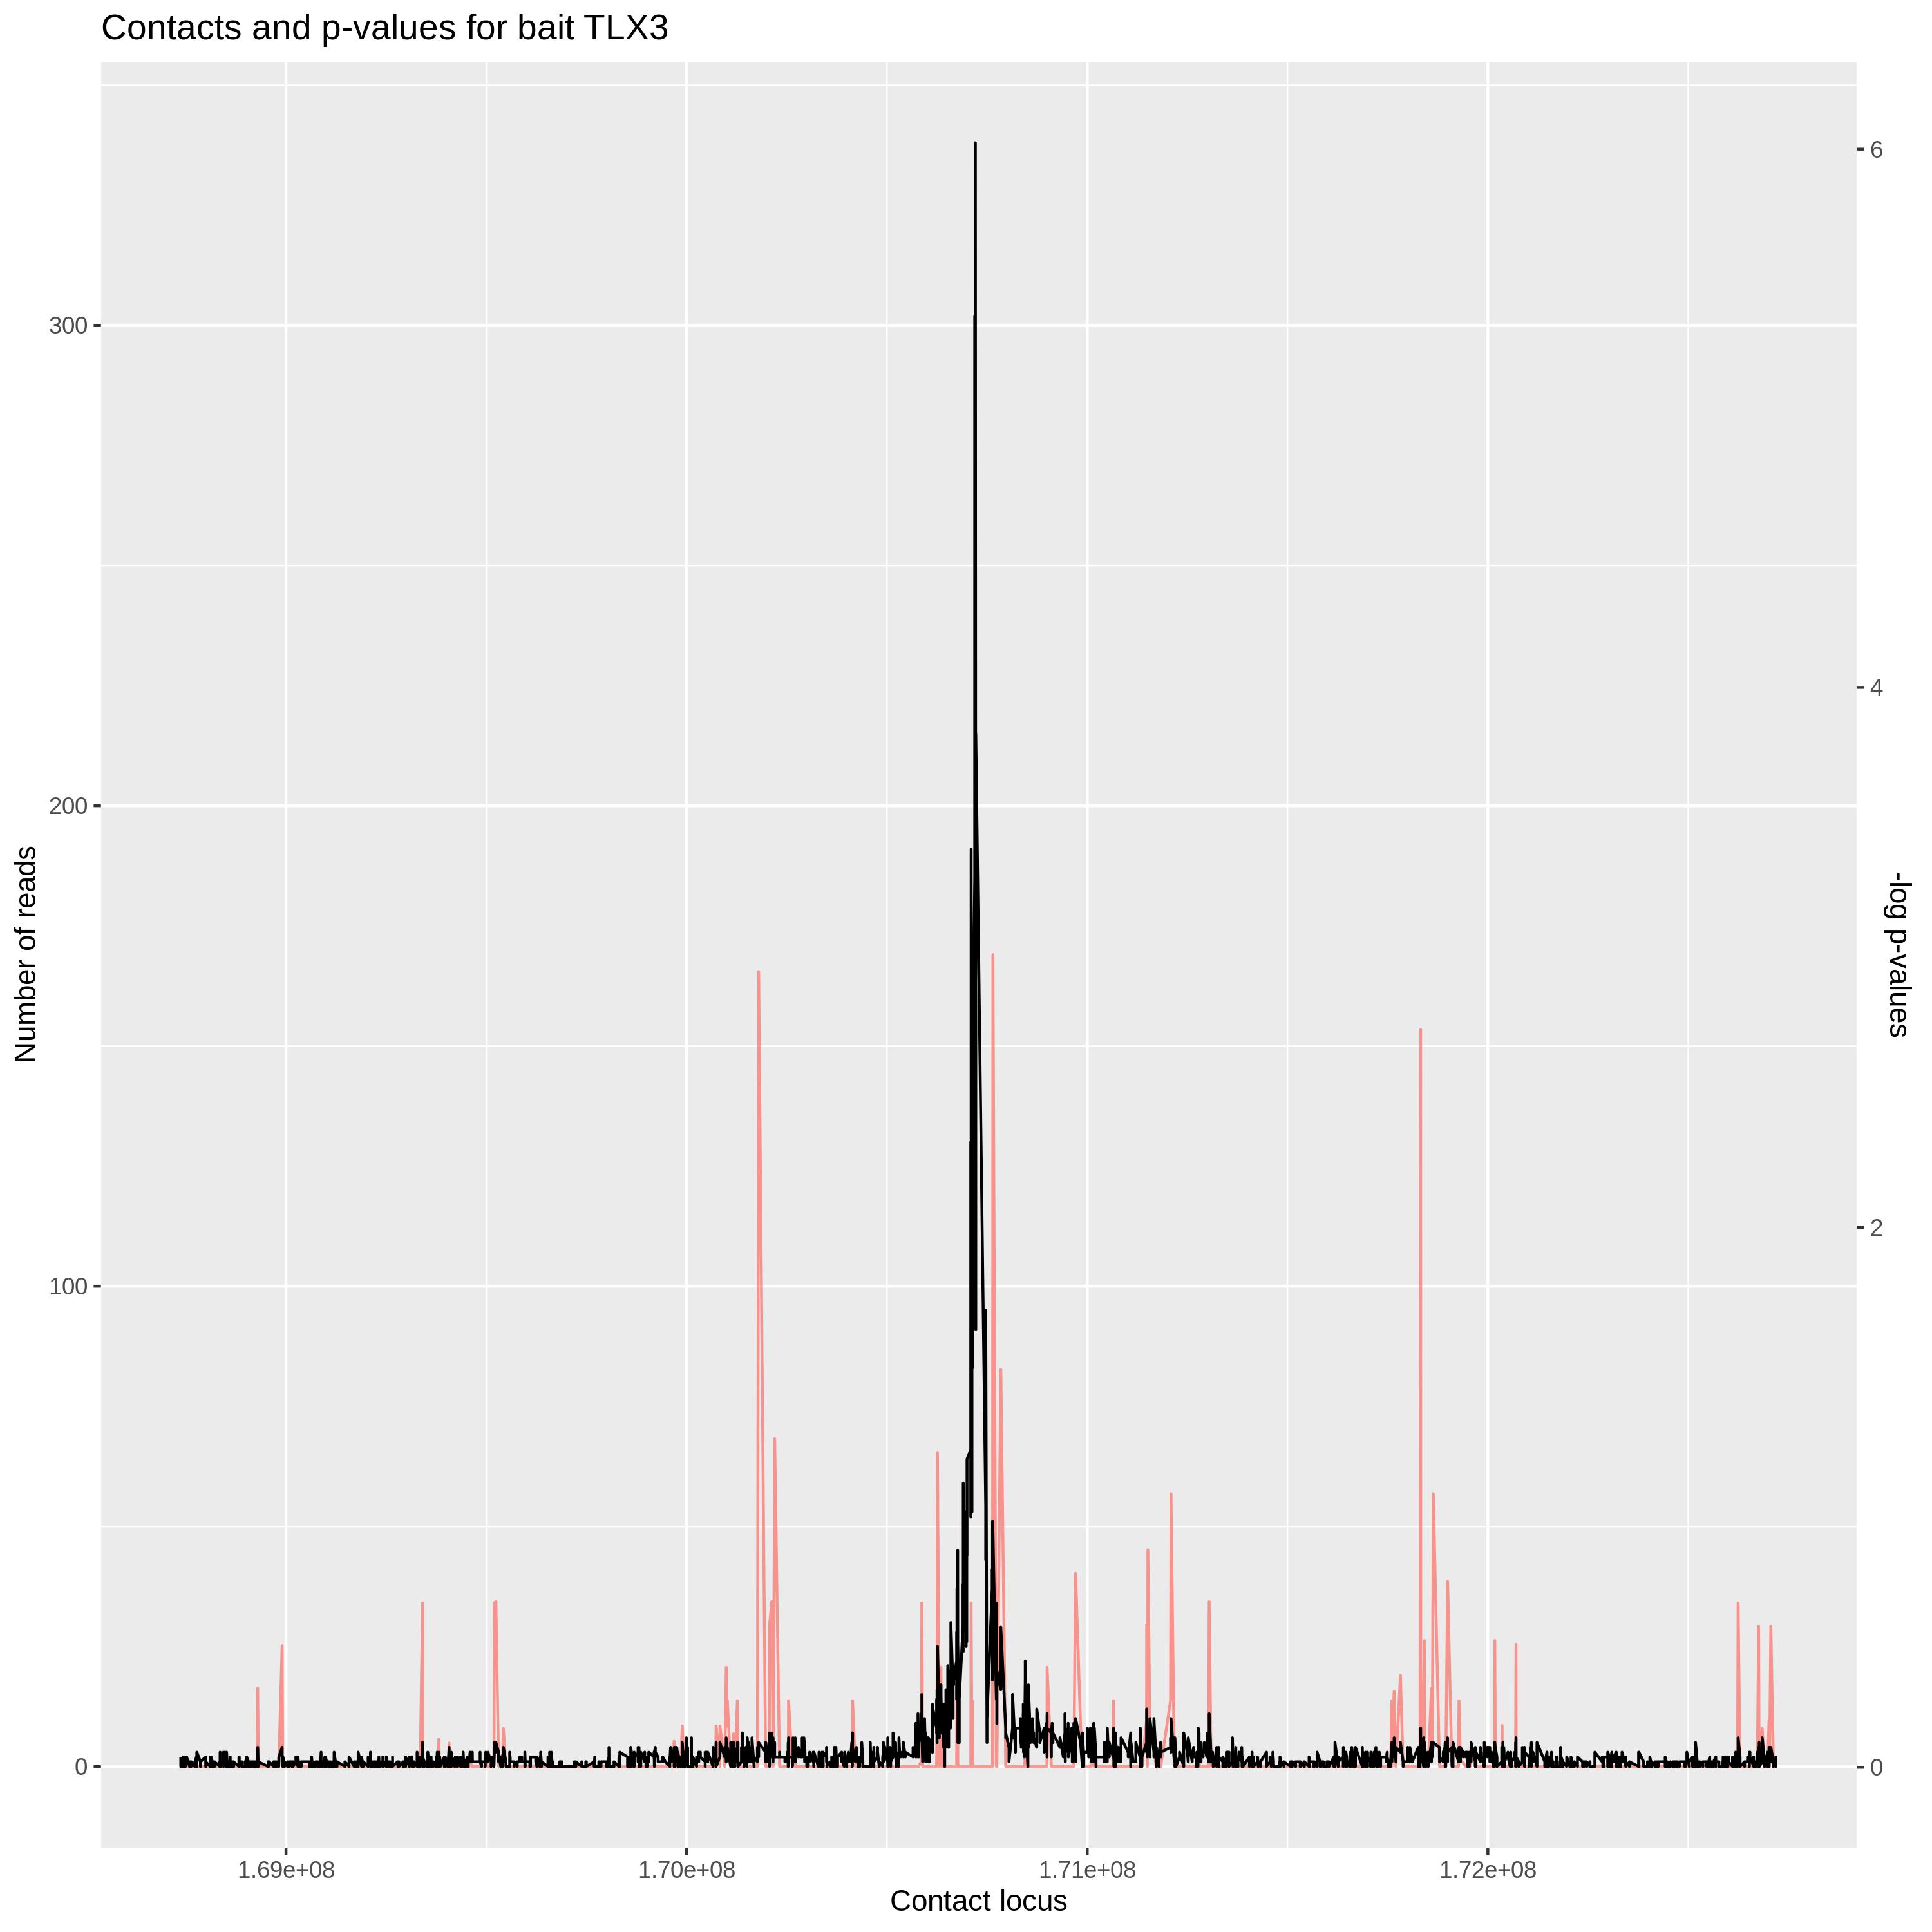 Contacts and p-values for bait TLX3
Number of reads
300
200
100
0
6
4
2
0
-log p-values
1.69e+08
1.70e+08
1.71e+08
1.72e+08
Contact locus